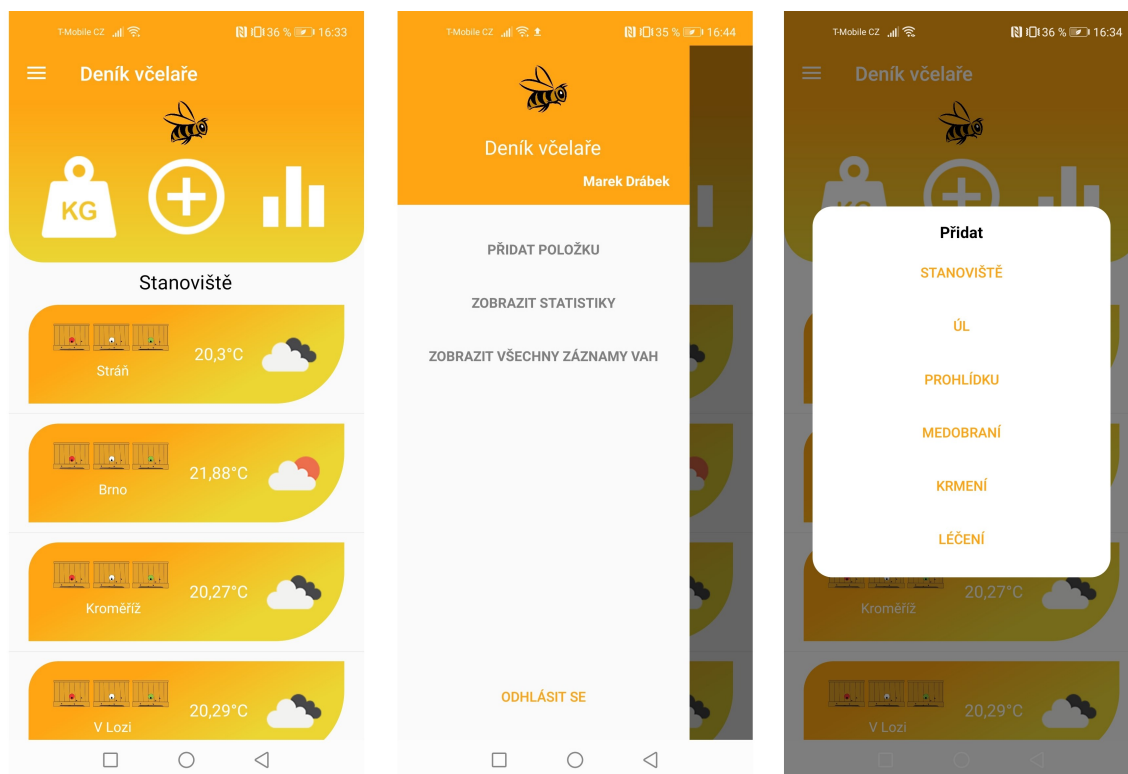 T-Mobile CZ 36 % 16:33
Deník včelaře
KG
Stanoviště
20,3°C
Stráň
21,88°C
Brno
20,27°C
Kroměříž
20,29°C
V Lozi
T-Mobile CZ 35 % 16:44
Deník včelaře
Marek Drábek
PŘIDAT POLOŽKU
ZOBRAZIT STATISTIKY
ZOBRAZIT VŠECHNY ZÁZNAMY VAH
ODHLÁSIT SE
T-Mobile CZ 36 % 16:34
Deník včelaře
KG
Přidat
STANOVIŠTĚ
ÚL
PROHLÍDKU
MEDOBRANÍ
KRMENÍ
LÉČENÍ
20,27°C
Kroměříž
20,29°C
V Lozi